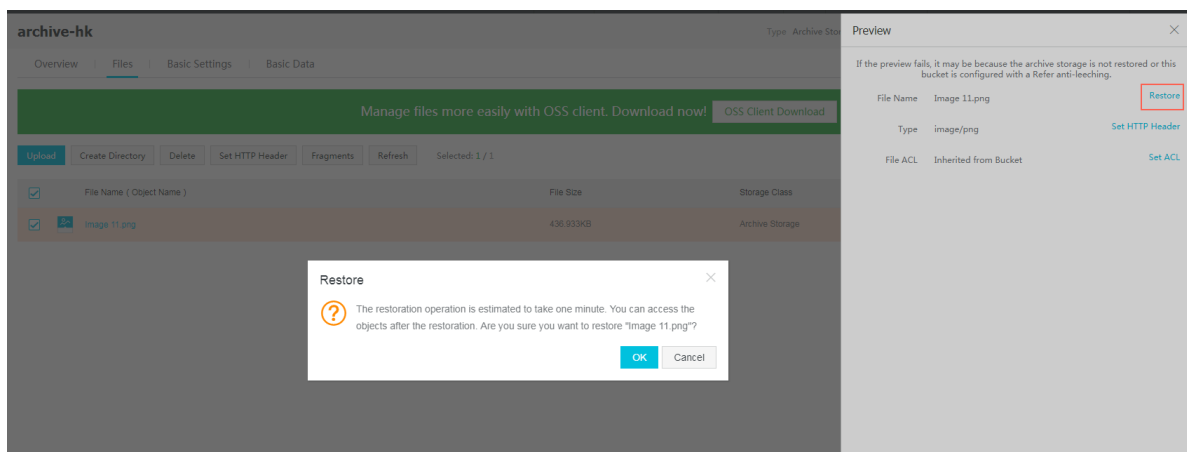 archive-hk
Type Archive Stor
Overview
Files
Basic Settings
Basic Data
Manage files more easily with OSS client. Download now!
OSS Client Download
Upload
Create Directory
Delete
Set HTTP Header
Fragments
Refresh
Selected: 1 / 1
File Name ( Object Name )
File Size
Storage Class
Image 11.png
436.933KB
Archive Storage
Restore
The restoration operation is estimated to take one minute. You can access the
objects after the restoration. Are you sure you want to restore "Image 11.png"?
OK
Cancel
Preview
If the preview fails, it may be because the archive storage is not restored or this
bucket is configured with a Refer anti-leeching.
File Name Image 11.png Restore
Type image/png Set HTTP Header
File ACL Inherited from Bucket Set ACL